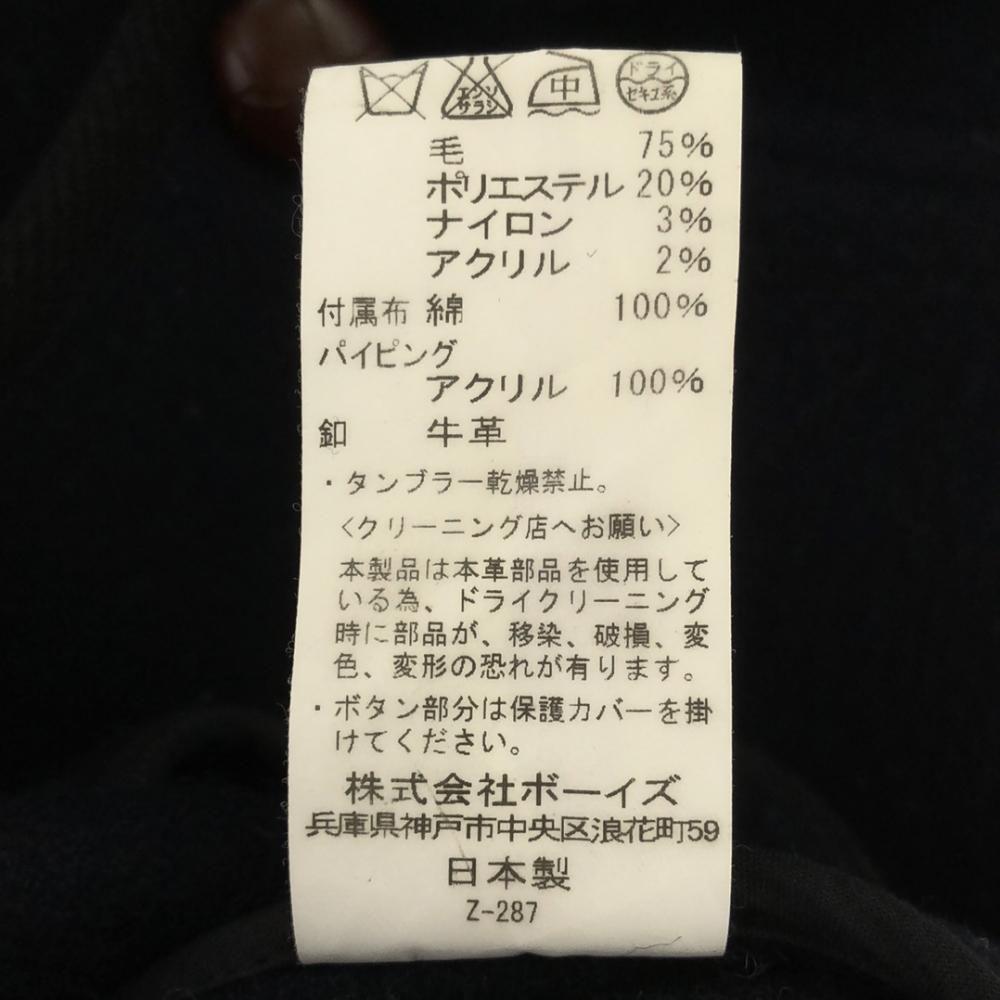 エンソサラシ 中 ドライセキユ系
毛 75%
ポリエステル 20%
ナイロン 3%
アクリル 2%
付属布 綿 100%
パイピング
アクリル 100%
釦 牛革
・タンブラー乾燥禁止。
〈クリーニング店へお願い〉
本製品は本革部品を使用して
いる為、ドライクリーニング
時に部品が、移染、破損、変
色、変形の恐れが有ります。
・ボタン部分は保護カバーを掛
けてください。
株式会社ボーイズ
兵庫県神戸市中央区浪花町59
日本製
Z-287